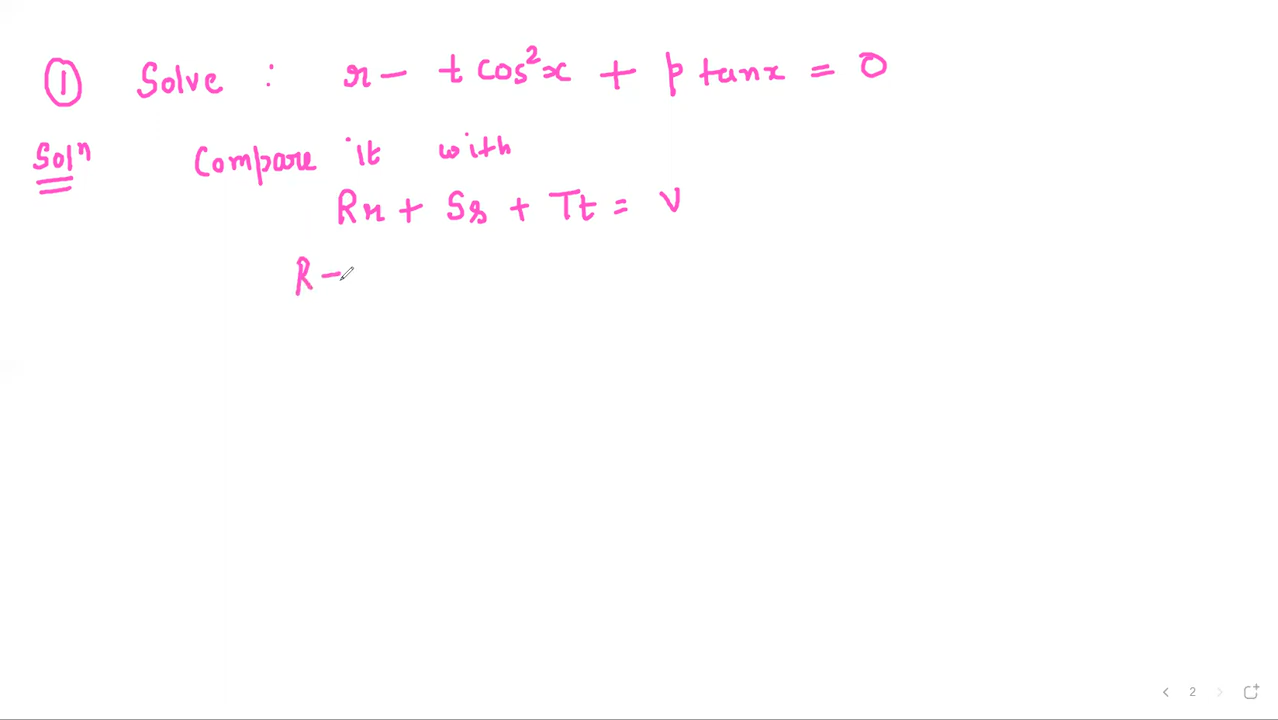 ① Solve : r - t cos²x + p tanx = 0
Solⁿ Compare it with
Rr + Ss + Tt = V
R -
2